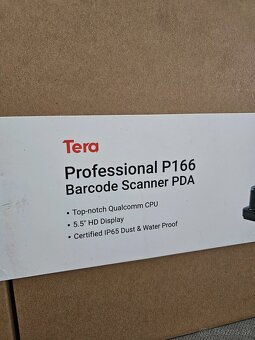 Tera
Professional P166
Barcode Scanner PDA
• Top-notch Qualcomm CPU
• 5.5" HD Display
• Certified IP65 Dust & Water Proof